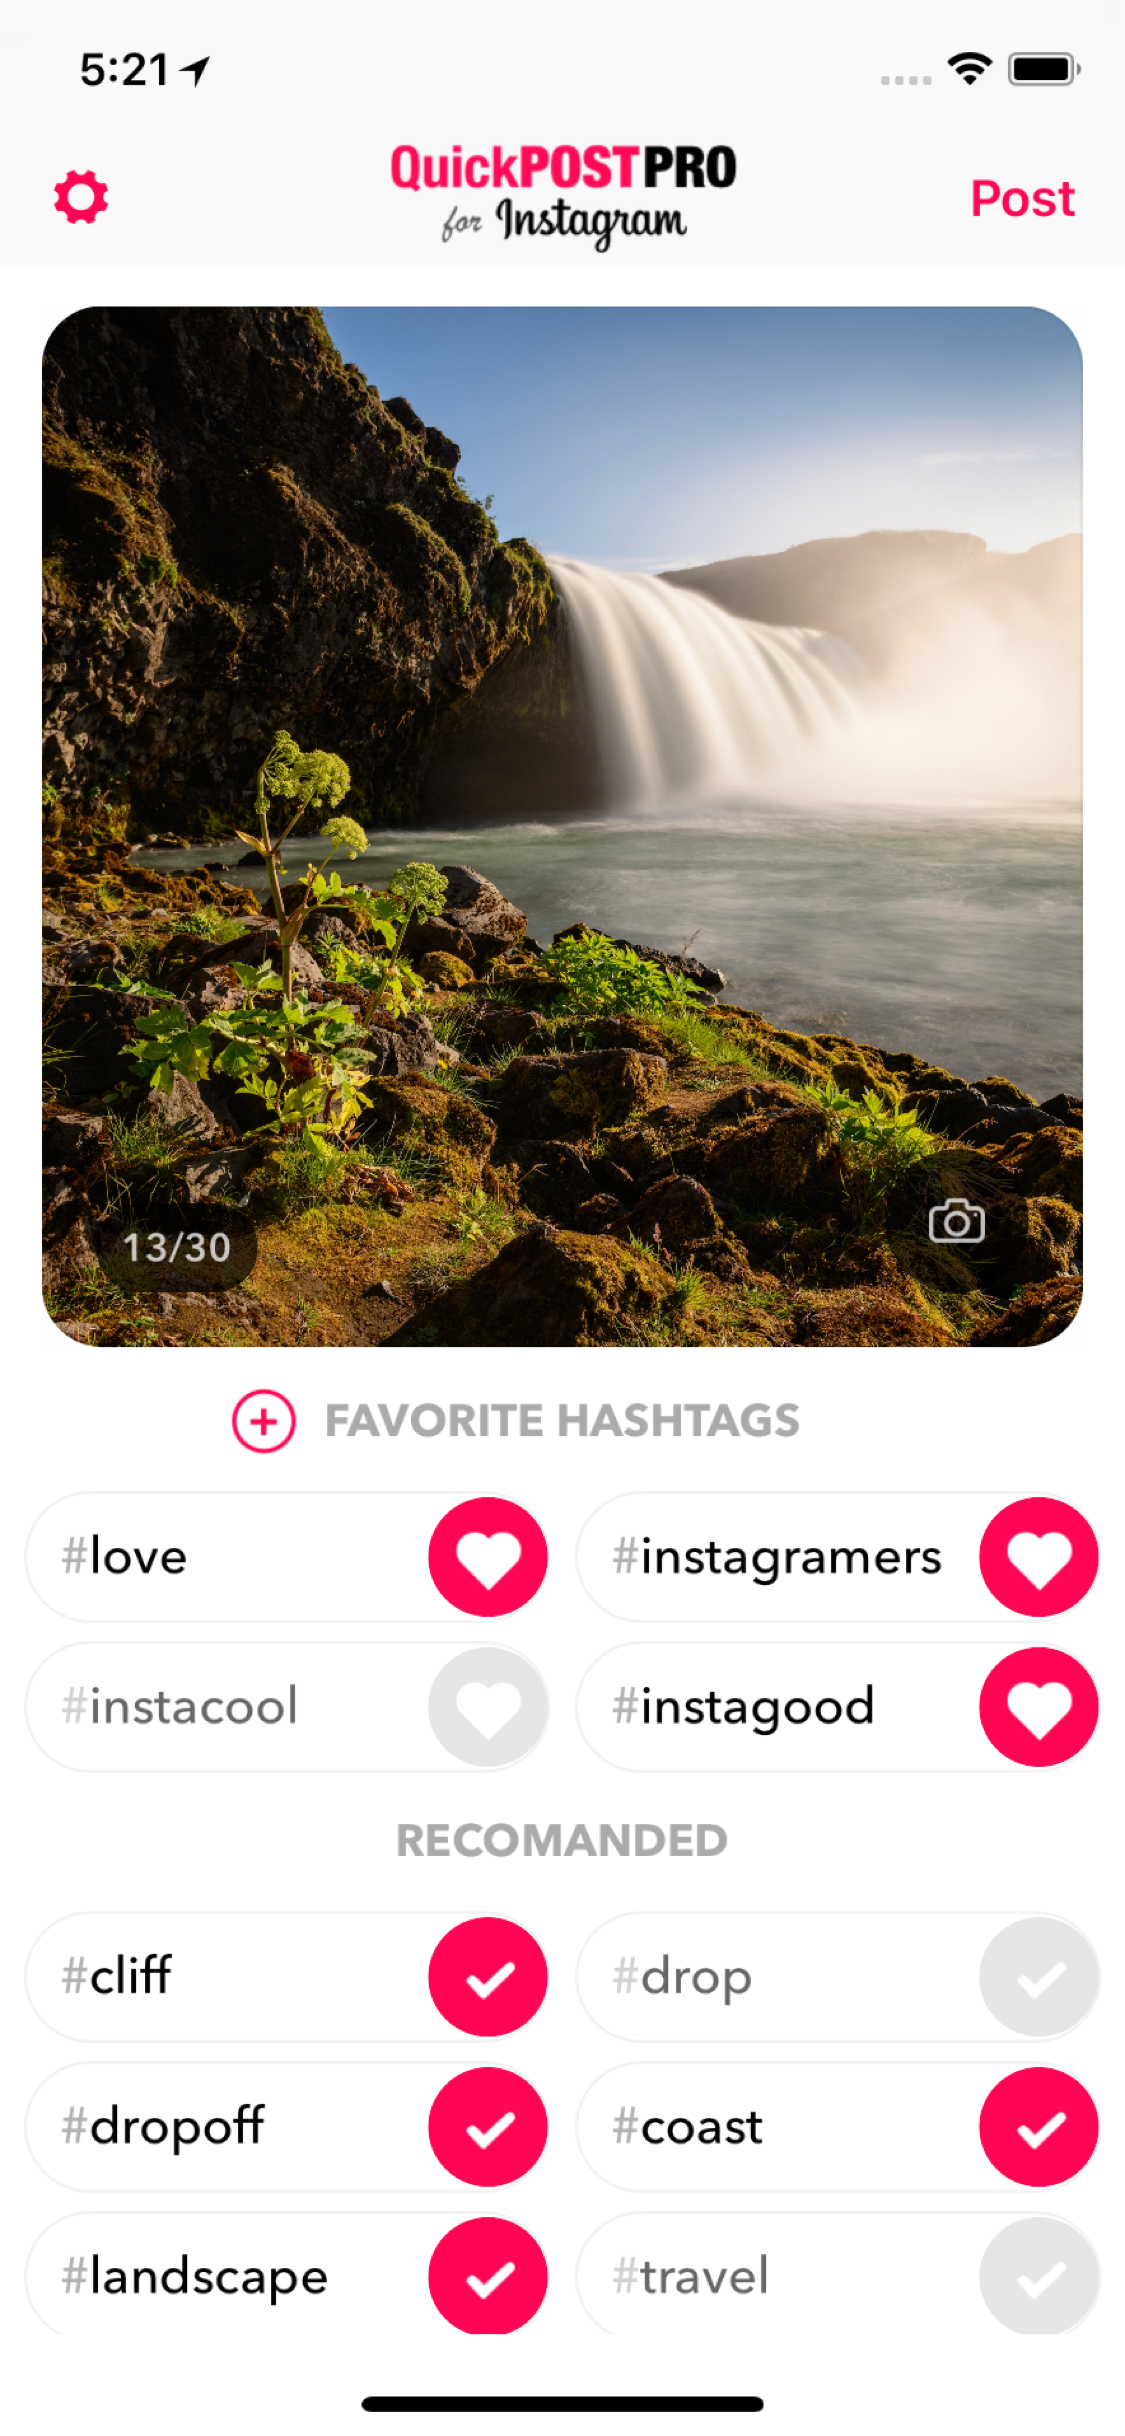 5:21
QuickPOSTPRO
for Instagram
Post
13/30
FAVORITE HASHTAGS
#love
#instagramers
#instacool
#instagood
RECOMANDED
#cliff
#drop
#dropoff
#coast
#landscape
#travel